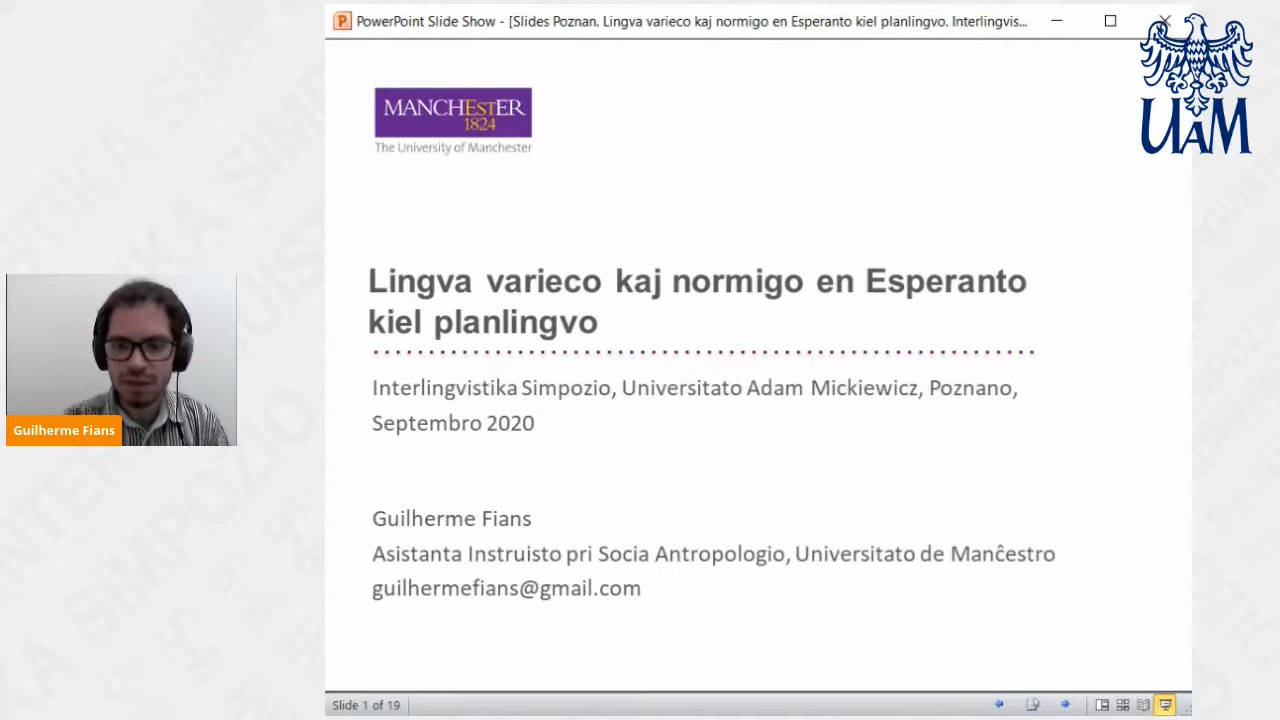 PowerPoint Slide Show - [Slides Poznan. Lingva varieco kaj normigo en Esperanto kiel planlingvo. Interlingvis...
MANCHESTER
1824
The University of Manchester
UAM
Lingva varieco kaj normigo en Esperanto
kiel planlingvo
Interlingvistika Simpozio, Universitato Adam Mickiewicz, Poznano,
Septembro 2020
Guilherme Fians
Guilherme Fians
Asistanta Instruisto pri Socia Antropologio, Universitato de Manĉestro
guilhermefians@gmail.com
Slide 1 of 19